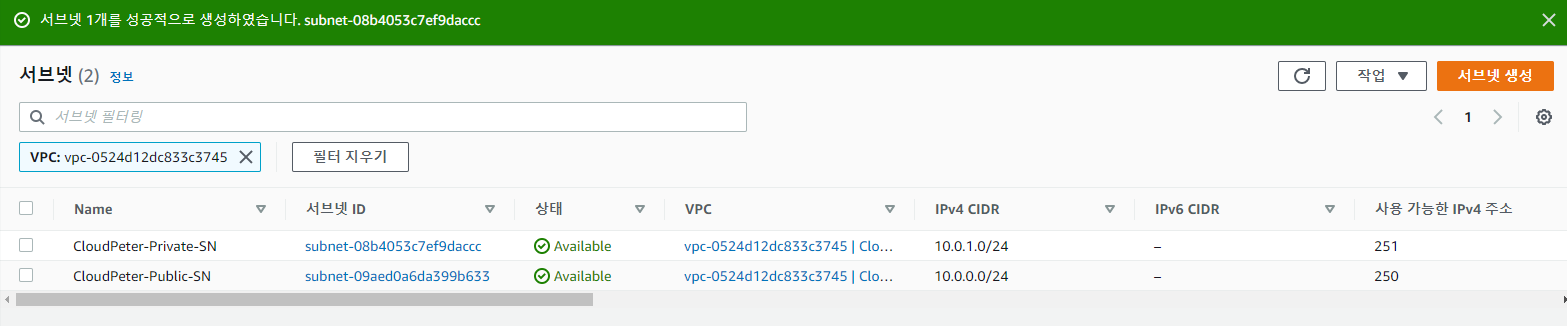 서브넷 1개를 성공적으로 생성하였습니다. subnet-08b4053c7ef9daccc
서브넷 (2) 정보
작업
서브넷 생성
서브넷 필터링
1
VPC: vpc-0524d12dc833c3745
필터 지우기
Name 서브넷 ID 상태 VPC IPv4 CIDR IPv6 CIDR 사용 가능한 IPv4 주소
CloudPeter-Private-SN subnet-08b4053c7ef9daccc Available vpc-0524d12dc833c3745 | Clo... 10.0.1.0/24 – 251
CloudPeter-Public-SN subnet-09aed0a6da399b633 Available vpc-0524d12dc833c3745 | Clo... 10.0.0.0/24 – 250